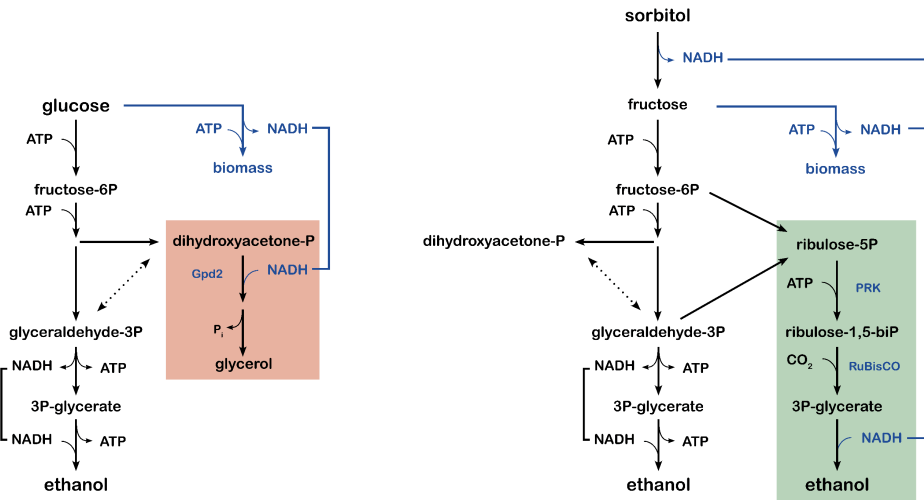 glucose
ATP
ATP
NADH
biomass
fructose-6P
ATP
dihydroxyacetone-P
Gpd2
NADH
glyceraldehyde-3P
Pi
glycerol
NADH
ATP
3P-glycerate
NADH
ATP
ethanol
sorbitol
NADH
fructose
ATP
ATP
NADH
biomass
fructose-6P
ATP
dihydroxyacetone-P
ribulose-5P
ATP
PRK
glyceraldehyde-3P
ribulose-1,5-biP
NADH
ATP
CO2
RuBisCO
3P-glycerate
3P-glycerate
NADH
ATP
NADH
ethanol
ethanol